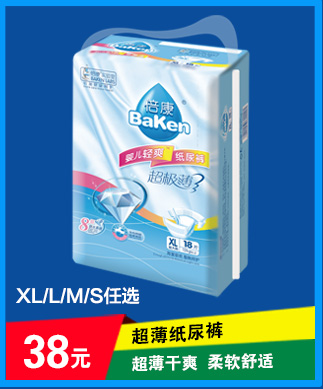 倍康
BaKen
婴儿轻爽 纸尿裤
超极薄3
XL 18
XL/L/M/S任选
38元
超薄纸尿裤
超薄干爽 柔软舒适